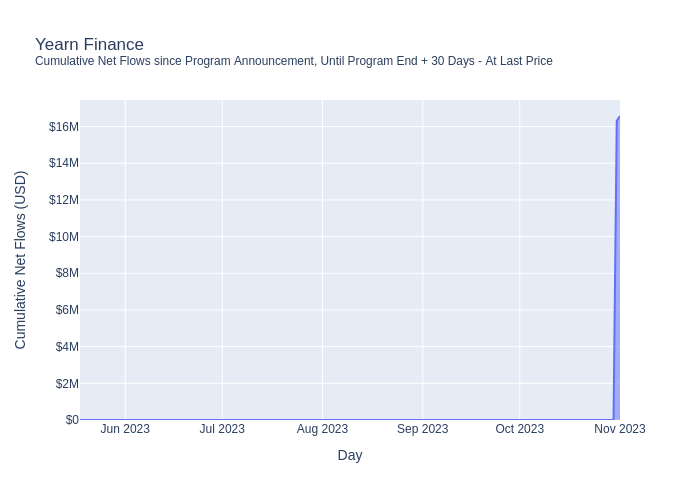 Yearn Finance
Cumulative Net Flows since Program Announcement, Until Program End + 30 Days - At Last Price
Cumulative Net Flows (USD)
$16M
$14M
$12M
$10M
$8M
$6M
$4M
$2M
$0
Jun 2023
Jul 2023
Aug 2023
Sep 2023
Oct 2023
Nov 2023
Day